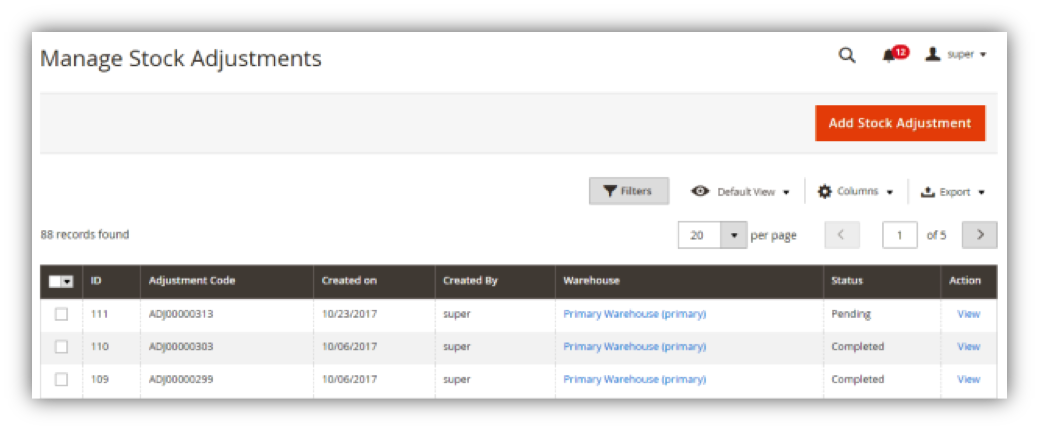 Manage Stock Adjustments
12
super
Add Stock Adjustment
Filters Default View Columns Export
88 records found 20 per page 1 of 5
ID Adjustment Code Created on Created By Warehouse Status Action
111 ADJ00000313 10/23/2017 super Primary Warehouse (primary) Pending View
110 ADJ00000303 10/06/2017 super Primary Warehouse (primary) Completed View
109 ADJ00000299 10/06/2017 super Primary Warehouse (primary) Completed View